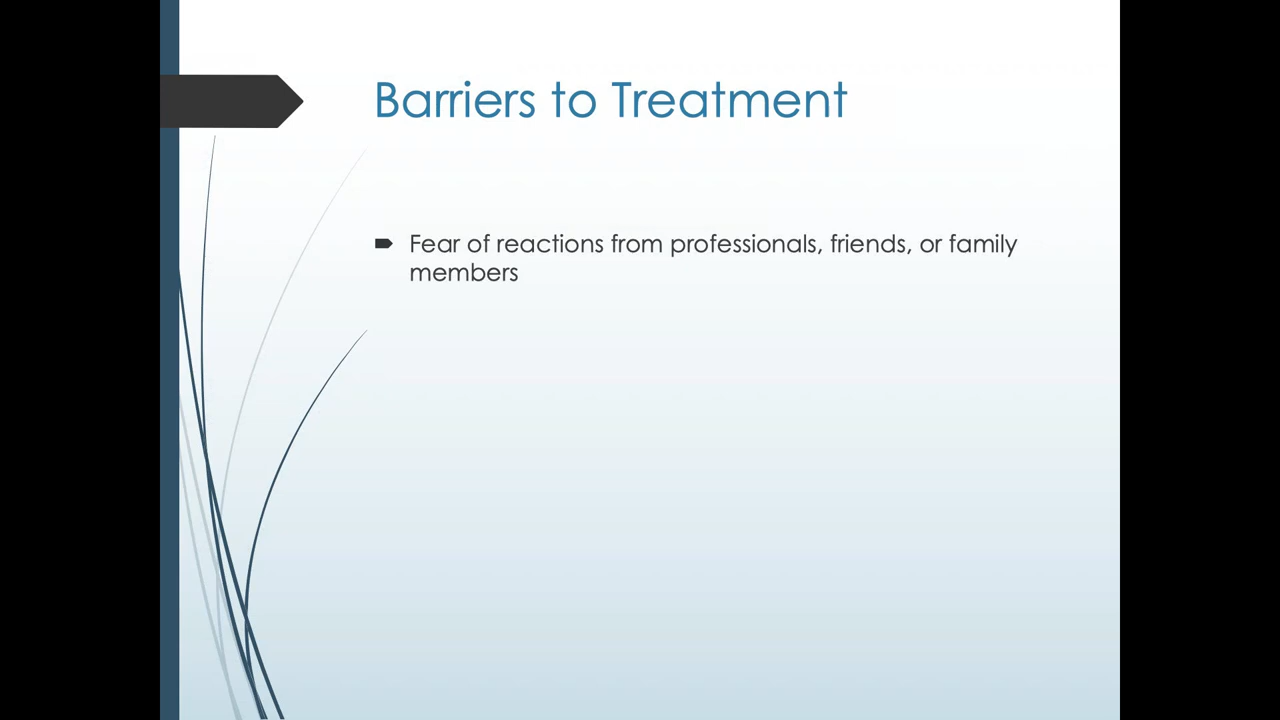 Barriers to Treatment
Fear of reactions from professionals, friends, or family
members